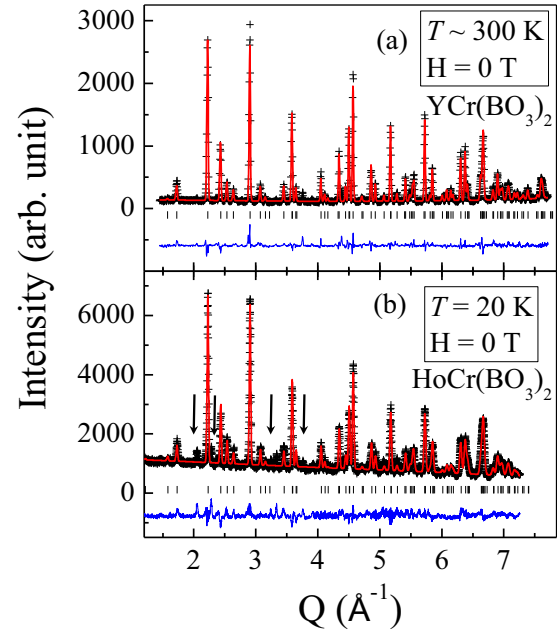 3000
2000
1000
0
(a)
T ~ 300 K
H = 0 T
YCr(BO₃)₂
6000
4000
2000
0
(b)
T = 20 K
H = 0 T
HoCr(BO₃)₂
2 3 4 5 6 7
Q (Å⁻¹)
Intensity (arb. unit)